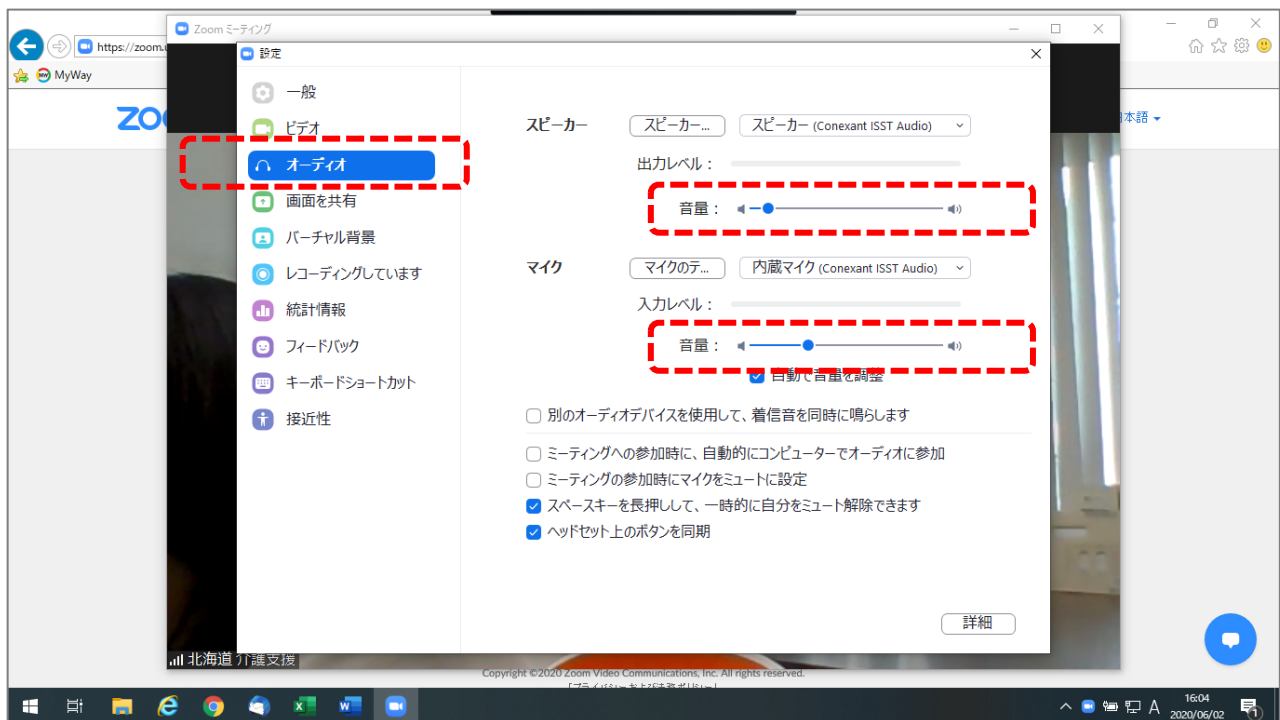 Zoom ミーティング
https://zoom.u
設定
MyWay
一般
ZO
ビデオ
スピーカー スピーカー... スピーカー (Conexant ISST Audio)
本語
オーディオ
出力レベル：
画面を共有
音量：
バーチャル背景
レコーディングしています
マイク マイクのテ... 内蔵マイク (Conexant ISST Audio)
統計情報
入力レベル：
フィードバック
音量：
キーボードショートカット
自動で音量を調整
接近性
別のオーディオデバイスを使用して、着信音を同時に鳴らします
ミーティングへの参加時に、自動的にコンピューターでオーディオに参加
ミーティングの参加時にマイクをミュートに設定
スペースキーを長押しして、一時的に自分をミュート解除できます
ヘッドセット上のボタンを同期
詳細
北海道 介護支援
Copyright ©2020 Zoom Video Communications, Inc. All rights reserved.
A
16:04
2020/06/02